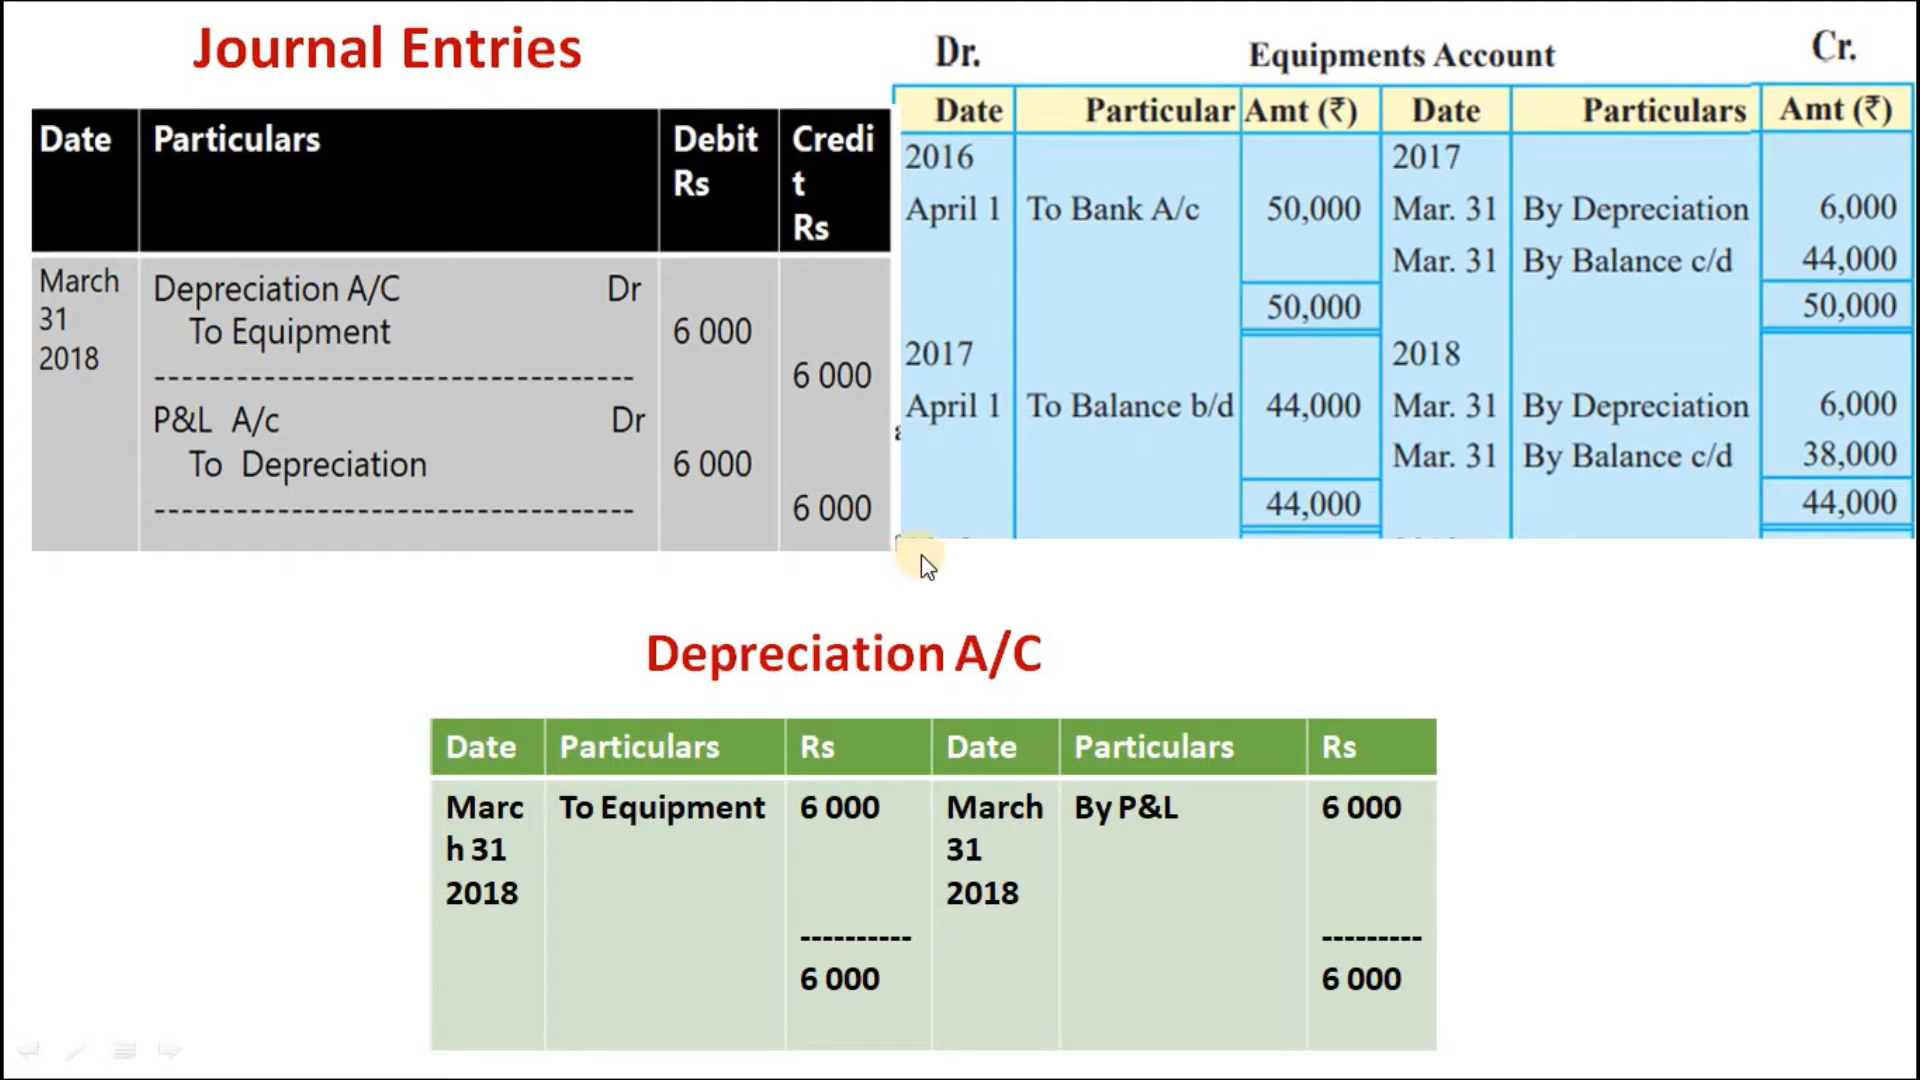 Journal Entries
Date Particulars Debit Credi
Rs t
Rs
March Depreciation A/C Dr
31 To Equipment 6 000
2018
------------------------------------ 6 000
P&L A/c Dr
To Depreciation 6 000
------------------------------------ 6 000
Dr. Equipments Account Cr.
Date Particular Amt (₹) Date Particulars Amt (₹)
2016 2017
April 1 To Bank A/c 50,000 Mar. 31 By Depreciation 6,000
Mar. 31 By Balance c/d 44,000
50,000 50,000
2017 2018
April 1 To Balance b/d 44,000 Mar. 31 By Depreciation 6,000
Mar. 31 By Balance c/d 38,000
44,000 44,000
Depreciation A/C
Date Particulars Rs Date Particulars Rs
Marc To Equipment 6 000 March By P&L 6 000
h 31 31
2018 2018
---------- ---------
6 000 6 000